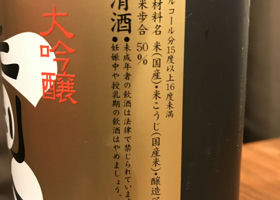 ルコール分15度以上16度未満
材料名 米(国産)・米こうじ(国産米)・醸造
米歩合 50%
清酒
・未成年者の飲酒は法律で禁じられていま
・妊娠中や授乳期の飲酒はやめましょう。
大吟醸